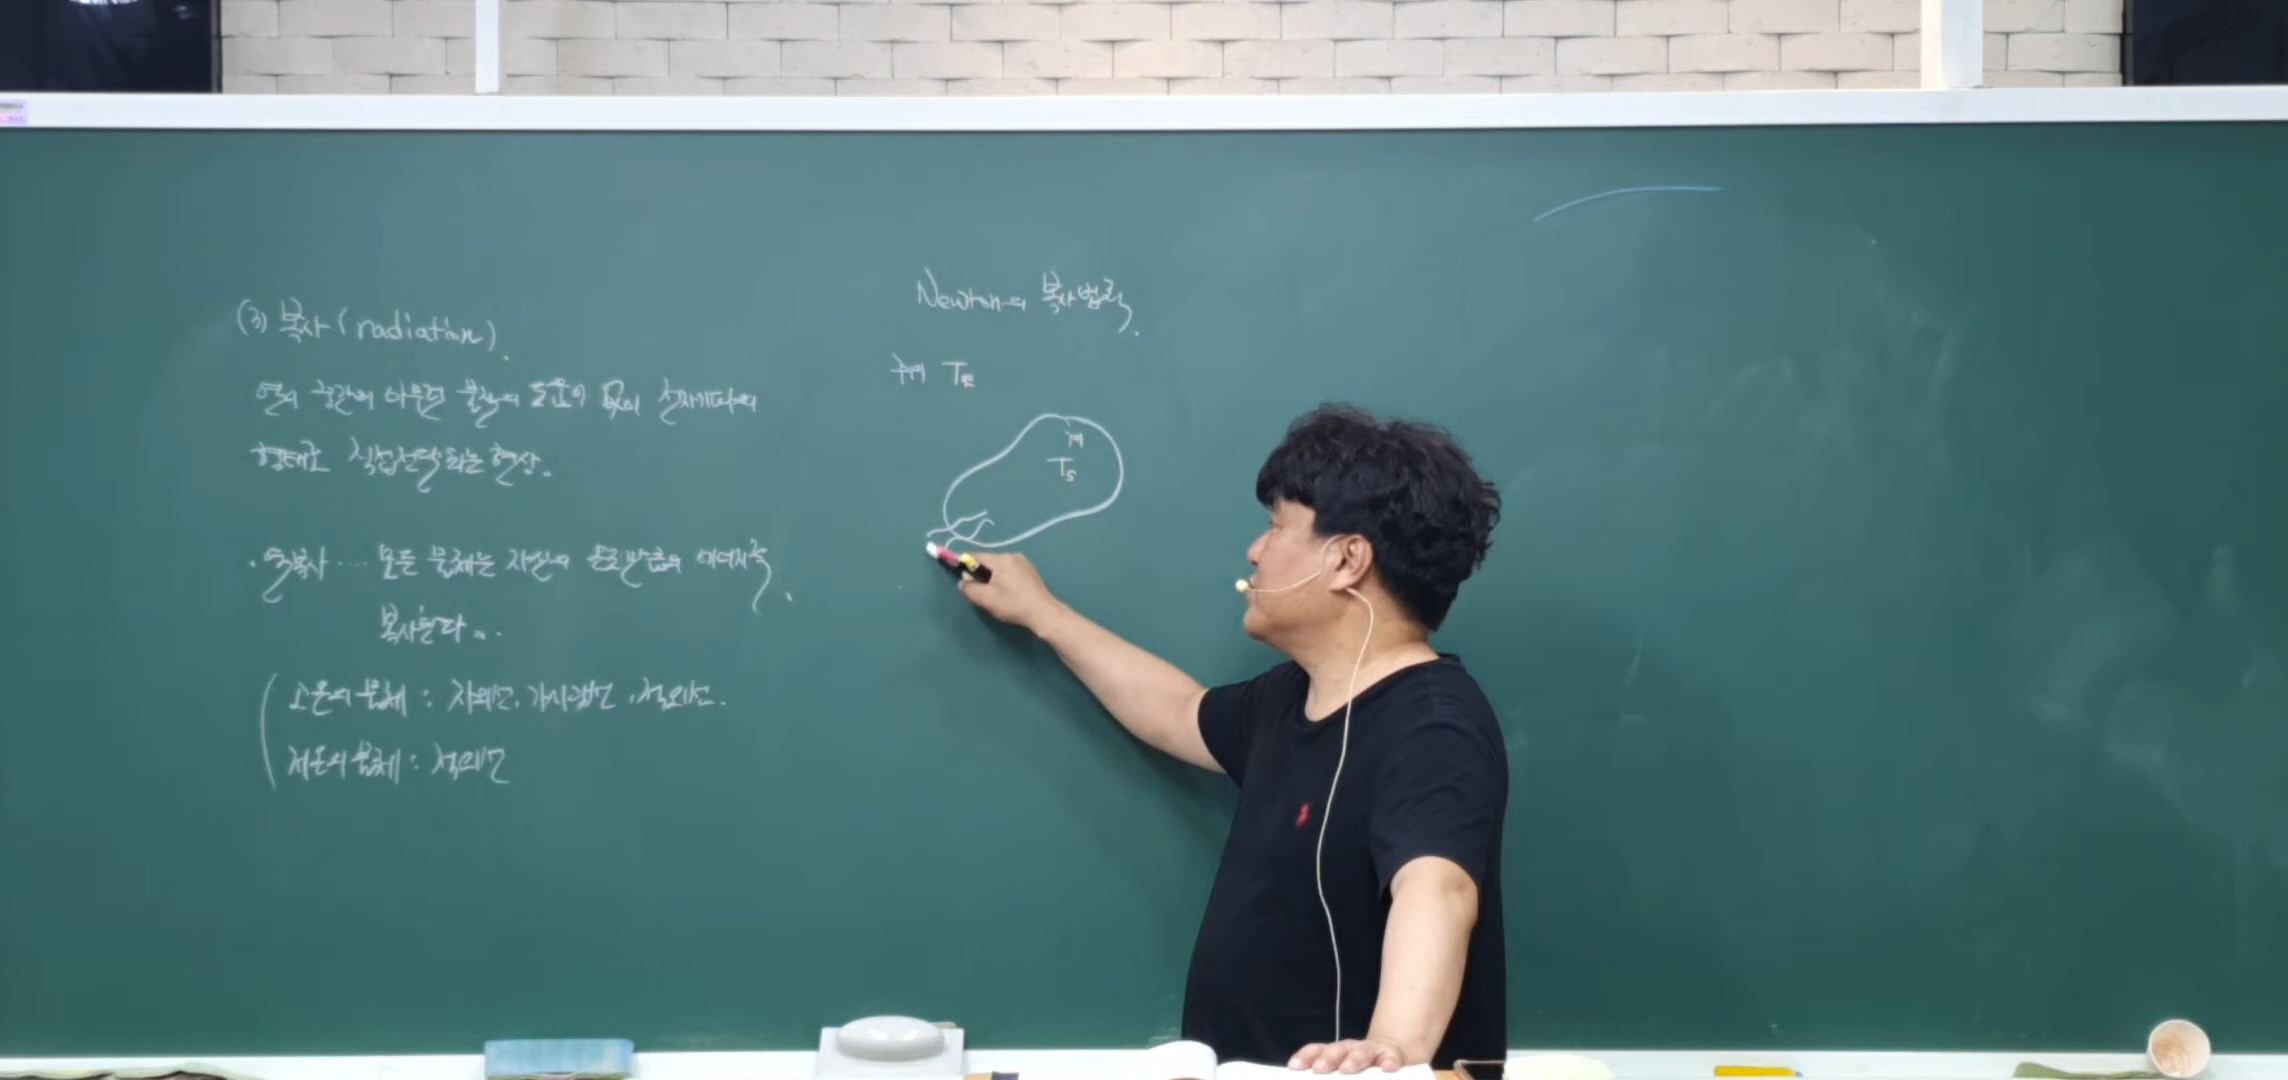 (3) 복사 (radiation).
열이 공간의 아무런 물질의 도움이 없이 전자기파의
형태로 직접전달되는 현상.
· 열복사 .... 모든 물체는 자신의 온도만큼의 에너지를
복사한다...
고온의 물체 : 자외선, 가시광선, 적외선.
저온의 물체 : 적외선
Newton의 복사법칙.
주위 T
m
Ts